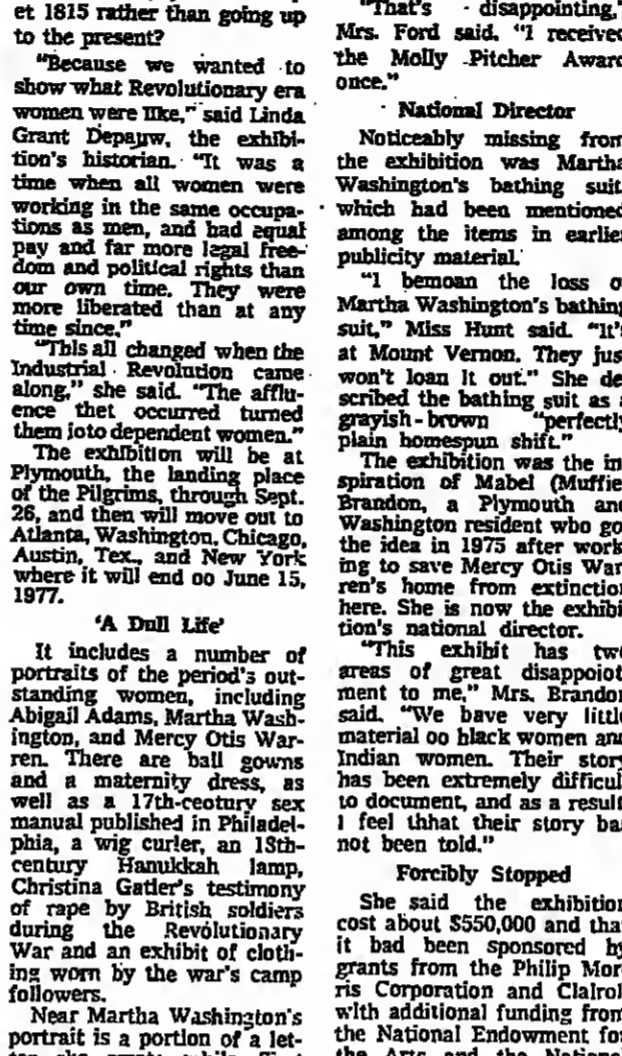 et 1815 rather than going up
to the present?
"Because we wanted to
show what Revolutionary era
women were like," said Linda
Grant Depauw, the exhibi-
tion's historian. "It was a
time when all women were
working in the same occupa-
tions as men, and had equal
pay and far more legal free-
dom and political rights than
our own time. They were
more liberated than at any
time since."
"This all changed when the
Industrial Revolution came
along," she said. "The afflu-
ence thet occurred turned
them joto dependent women."
The exhibition will be at
Plymouth, the landing place
of the Pilgrims, through Sept.
26, and then will move out to
Atlanta, Washington, Chicago,
Austin, Tex., and New York
where it will end oo June 15,
1977.
'A Dull Life'
It includes a number of
portraits of the period's out-
standing women, including
Abigail Adams, Martha Wash-
ington, and Mercy Otis War-
ren. There are ball gowns
and a maternity dress, as
well as a 17th-ceotury sex
manual published in Philadel-
phia, a wig curler, an 18th-
century Hanukkah lamp,
Christina Gatler's testimony
of rape by British soldiers
during the Revolutionary
War and an exhibit of cloth-
ing worn by the war's camp
followers.
Near Martha Washington's
portrait is a portion of a let-
"That's disappointing,"
Mrs. Ford said. "I received
the Molly Pitcher Award
once."
National Director
Noticeably missing from
the exhibition was Martha
Washington's bathing suit
which had been mentioned
among the items in earlier
publicity material.
"I bemoan the loss o
Martha Washington's bathing
suit," Miss Hunt said. "It's
at Mount Vernon. They jus
won't loan it out." She de
scribed the bathing suit as a
grayish-brown "perfectly
plain homespun shift."
The exhibition was the in
spiration of Mabel (Muffie
Brandon, a Plymouth and
Washington resident wbo go
the idea in 1975 after work
ing to save Mercy Otis War
ren's home from extinction
here. She is now the exhibi
tion's national director.
"This exhibit has two
areas of great disappoiot
ment to me," Mrs. Brandon
said. "We bave very little
material oo black women and
Indian women. Their story
has been extremely difficul
to document, and as a result
I feel thhat their story ba
not been told."
Forcibly Stopped
She said the exhibition
cost about $550,000 and tha
it bad been sponsored by
grants from the Philip Mor
ris Corporation and Clairol
with additional funding from
the National Endowment fo
the Arts and the National